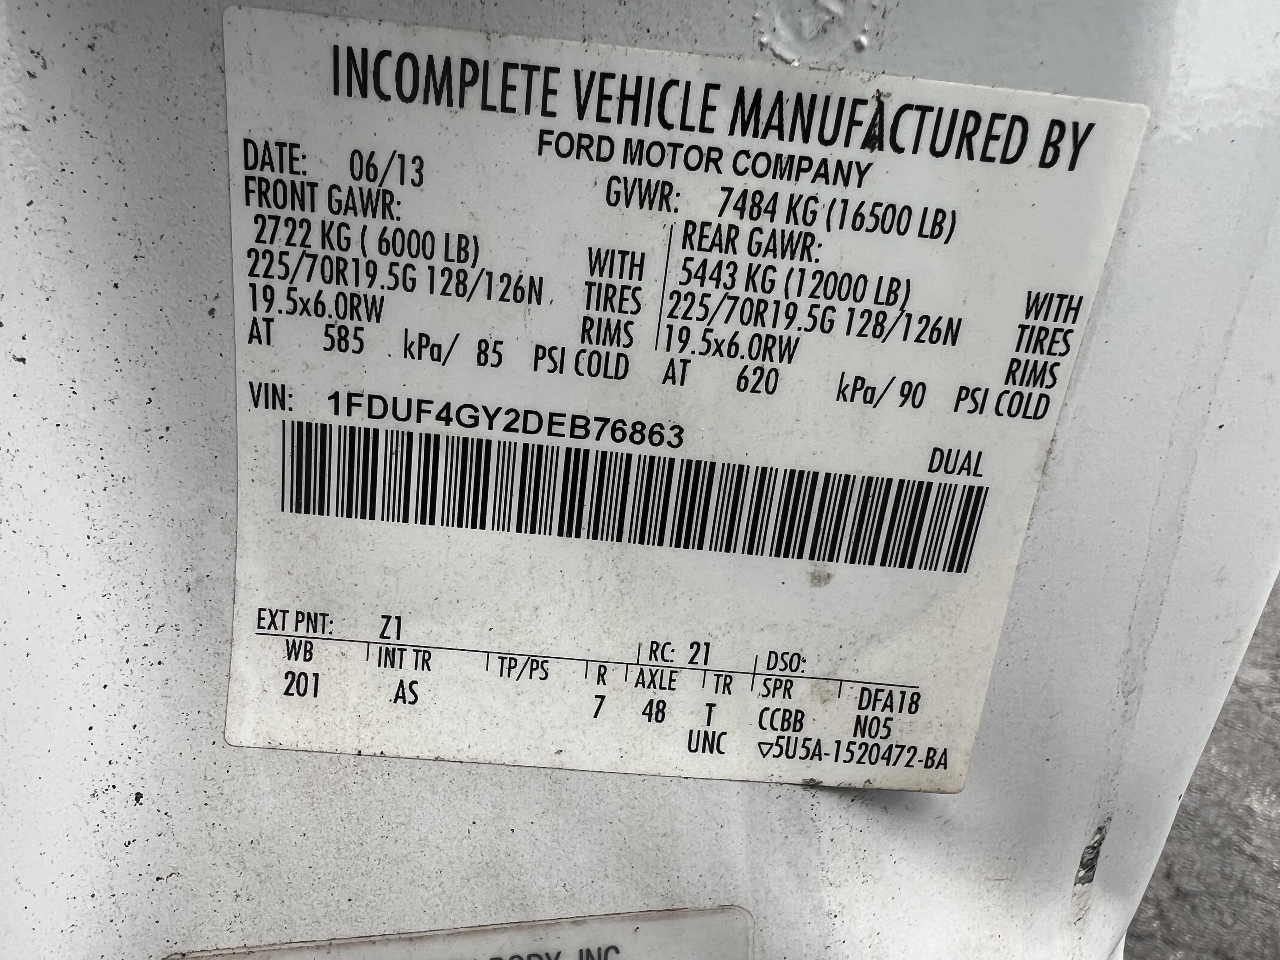 INCOMPLETE VEHICLE MANUFACTURED BY
FORD MOTOR COMPANY
DATE: 06/13 GVWR: 7484 KG (16500 LB)
FRONT GAWR: REAR GAWR:
2722 KG ( 6000 LB) WITH 5443 KG (12000 LB) WITH
225/70R19.5G 128/126N TIRES 225/70R19.5G 128/126N TIRES
19.5x6.0RW RIMS 19.5x6.0RW RIMS
AT 585 kPa/ 85 PSI COLD AT 620 kPa/ 90 PSI COLD
VIN: 1FDUF4GY2DEB76863
DUAL
EXT PNT: Z1 RC: 21 DSO:
WB INT TR TP/PS R AXLE TR SPR DFA18
201 AS 7 48 T CCBB N05
UNC ▽5U5A-1520472-BA
BODY, INC